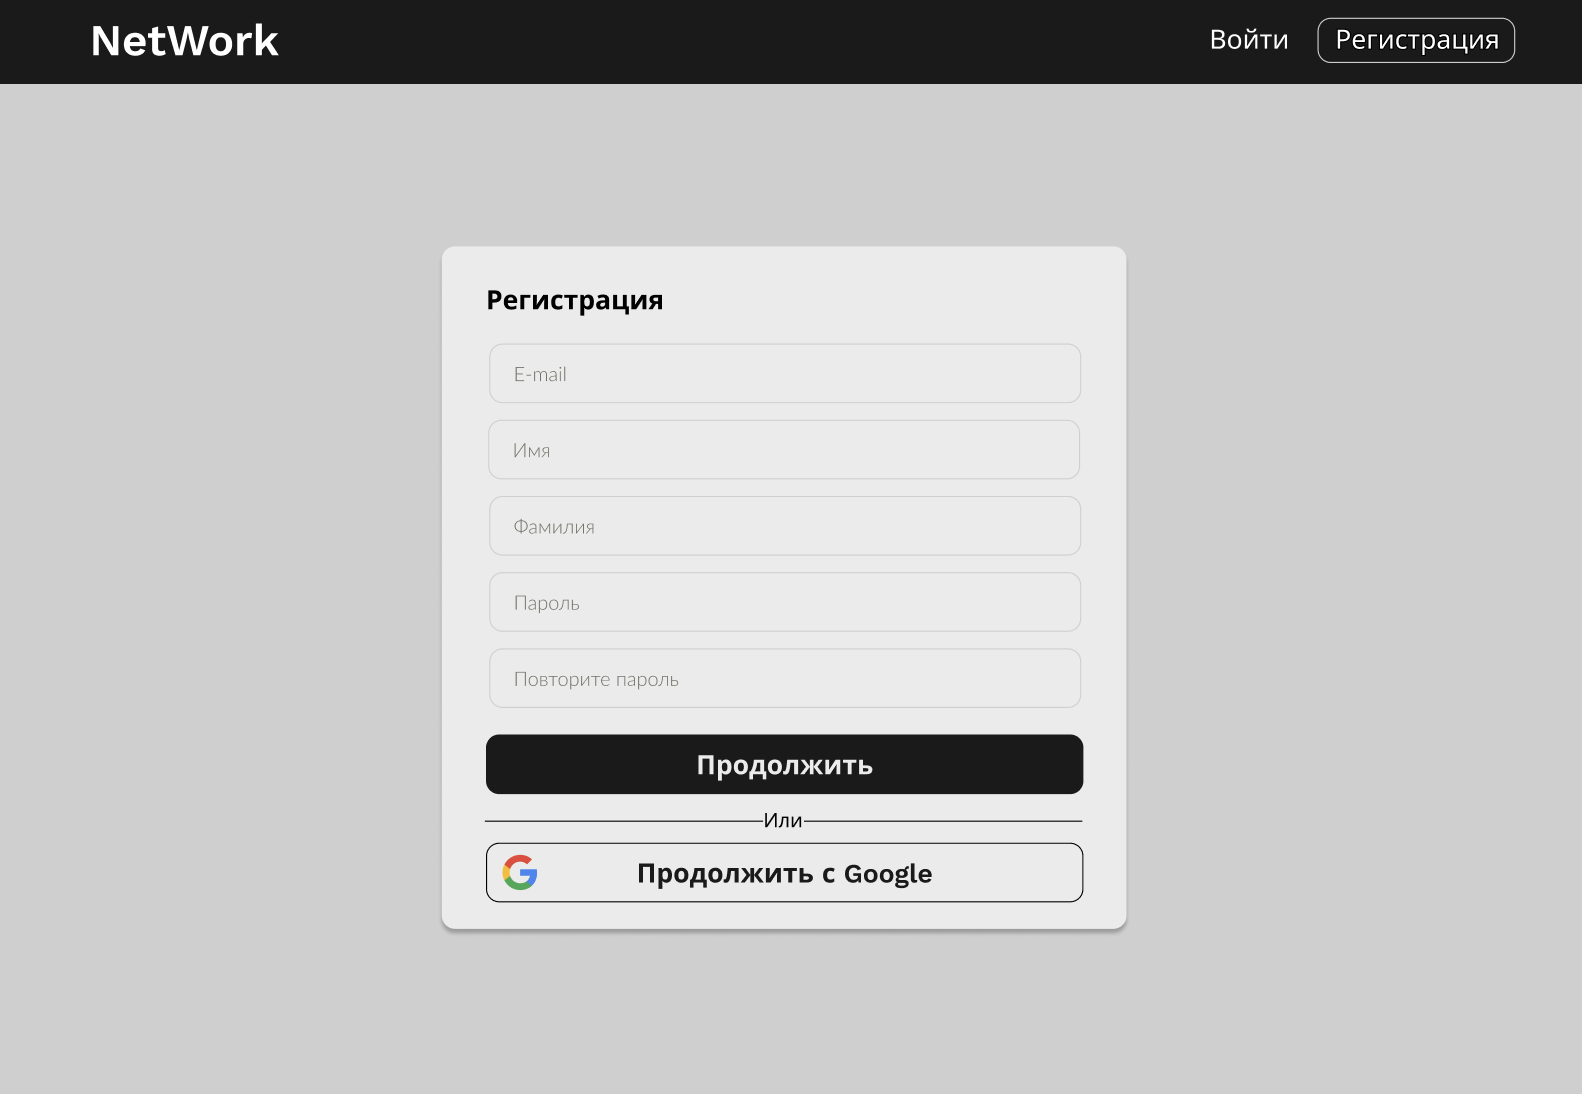 NetWork
Войти
Регистрация
Регистрация
E-mail
Имя
Фамилия
Пароль
Повторите пароль
Продолжить
Или
Продолжить с Google